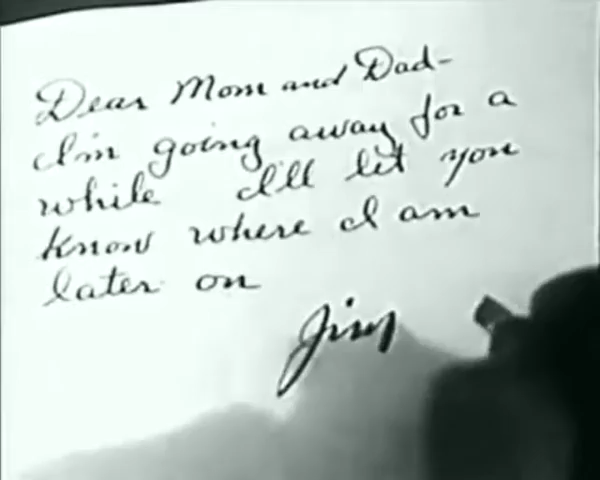 Dear Mom and Dad-
I'm going away for a
while I'll let you
know where I am
later on
Jim